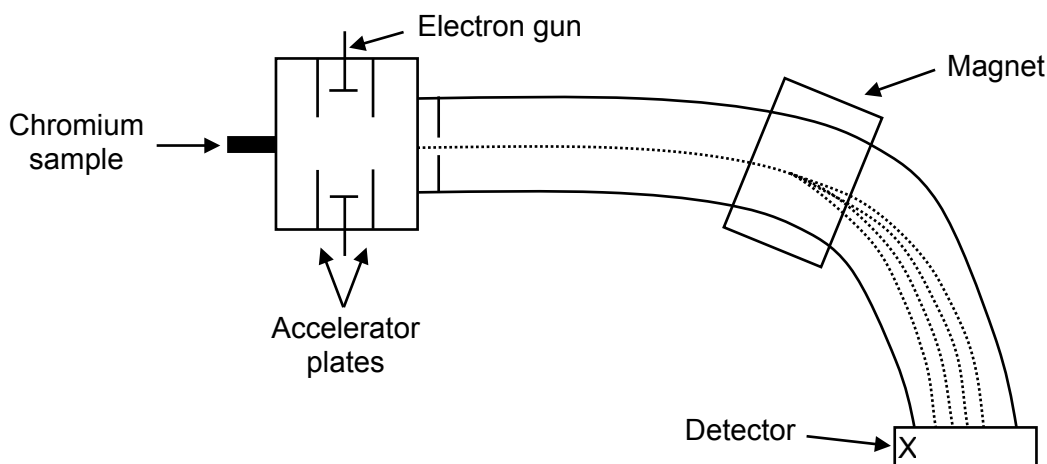 Electron gun
Magnet
Chromium
sample
Accelerator
plates
Detector
X